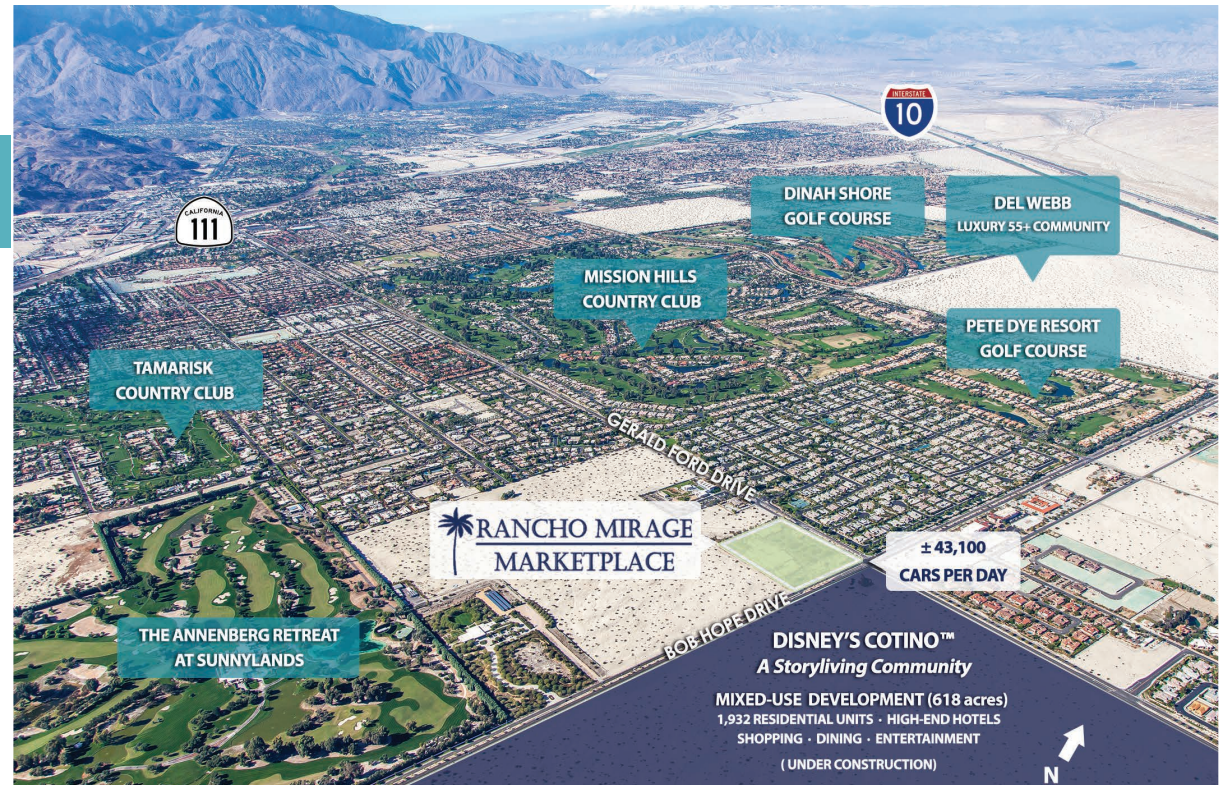 INTERSTATE
10
DINAH SHORE
GOLF COURSE
DEL WEBB
LUXURY 55+ COMMUNITY
CALIFORNIA
111
MISSION HILLS
COUNTRY CLUB
PETE DYE RESORT
GOLF COURSE
TAMARISK
COUNTRY CLUB
GERALD FORD DRIVE
RANCHO MIRAGE
MARKETPLACE
± 43,100
CARS PER DAY
BOB HOPE DRIVE
THE ANNENBERG RETREAT
AT SUNNYLANDS
DISNEY'S COTINO™
A Storyliving Community
MIXED-USE DEVELOPMENT (618 acres)
1,932 RESIDENTIAL UNITS · HIGH-END HOTELS
SHOPPING · DINING · ENTERTAINMENT
( UNDER CONSTRUCTION)
N